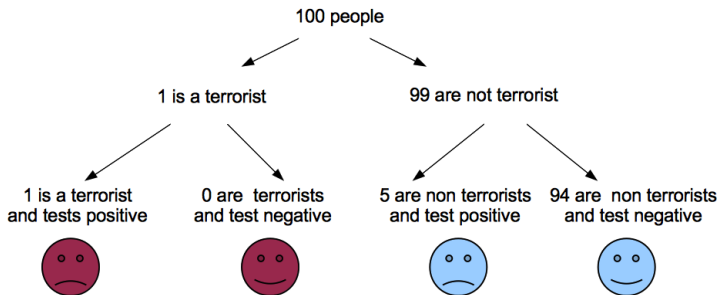 100 people
1 is a terrorist
99 are not terrorist
1 is a terrorist
and tests positive
0 are terrorists
and test negative
5 are non terrorists
and test positive
94 are non terrorists
and test negative